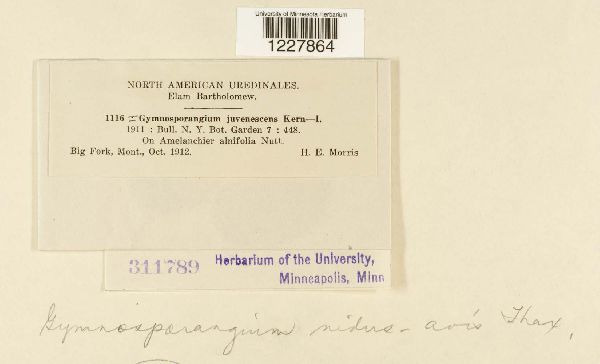 University of Minnesota Herbarium
1227864
NORTH AMERICAN UREDINALES.
Elam Bartholomew.
1116 = Gymnosporangium juvenescens Kern—I.
1911 : Bull. N. Y. Bot. Garden 7 : 448.
On Amelanchier alnifolia Nutt.
Big Fork, Mont., Oct. 1912. H. E. Morris
311789 Herbarium of the University,
Minneapolis, Minn
Gymnosporangium nidus-avis Thax.